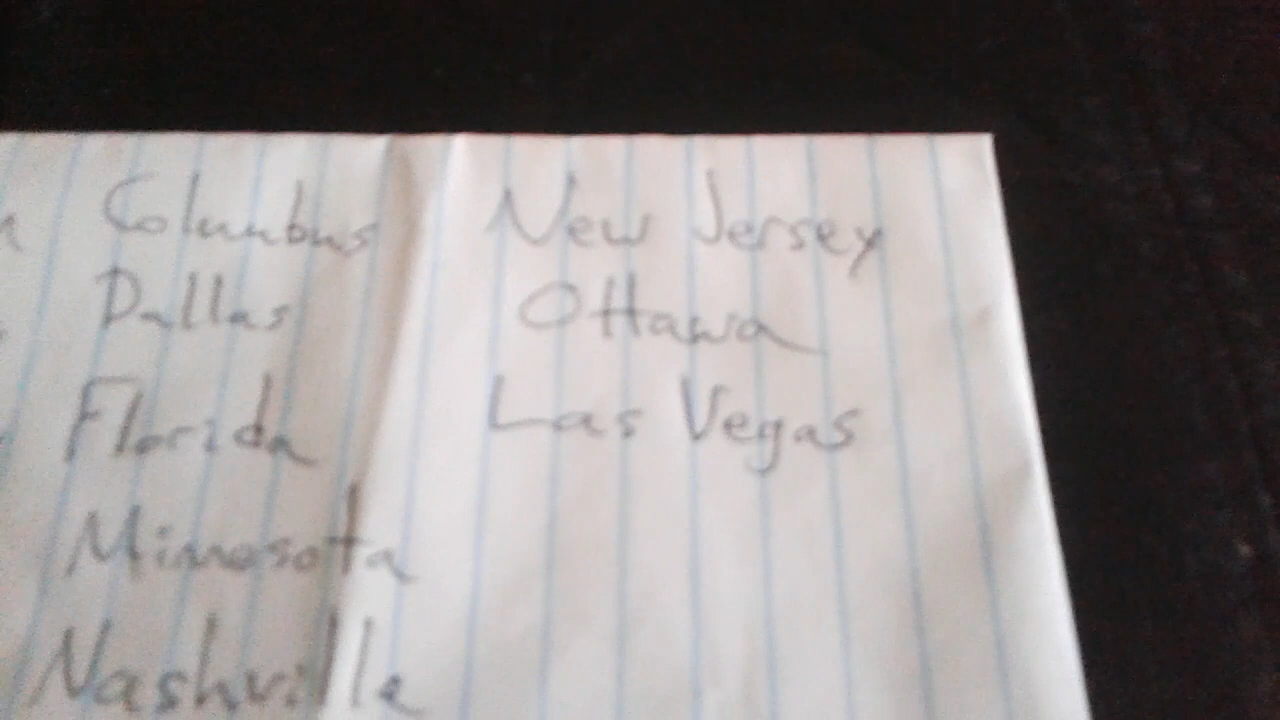 Columbus
Dallas
Florida
Minnesota
Nashville
New Jersey
Ottawa
Las Vegas